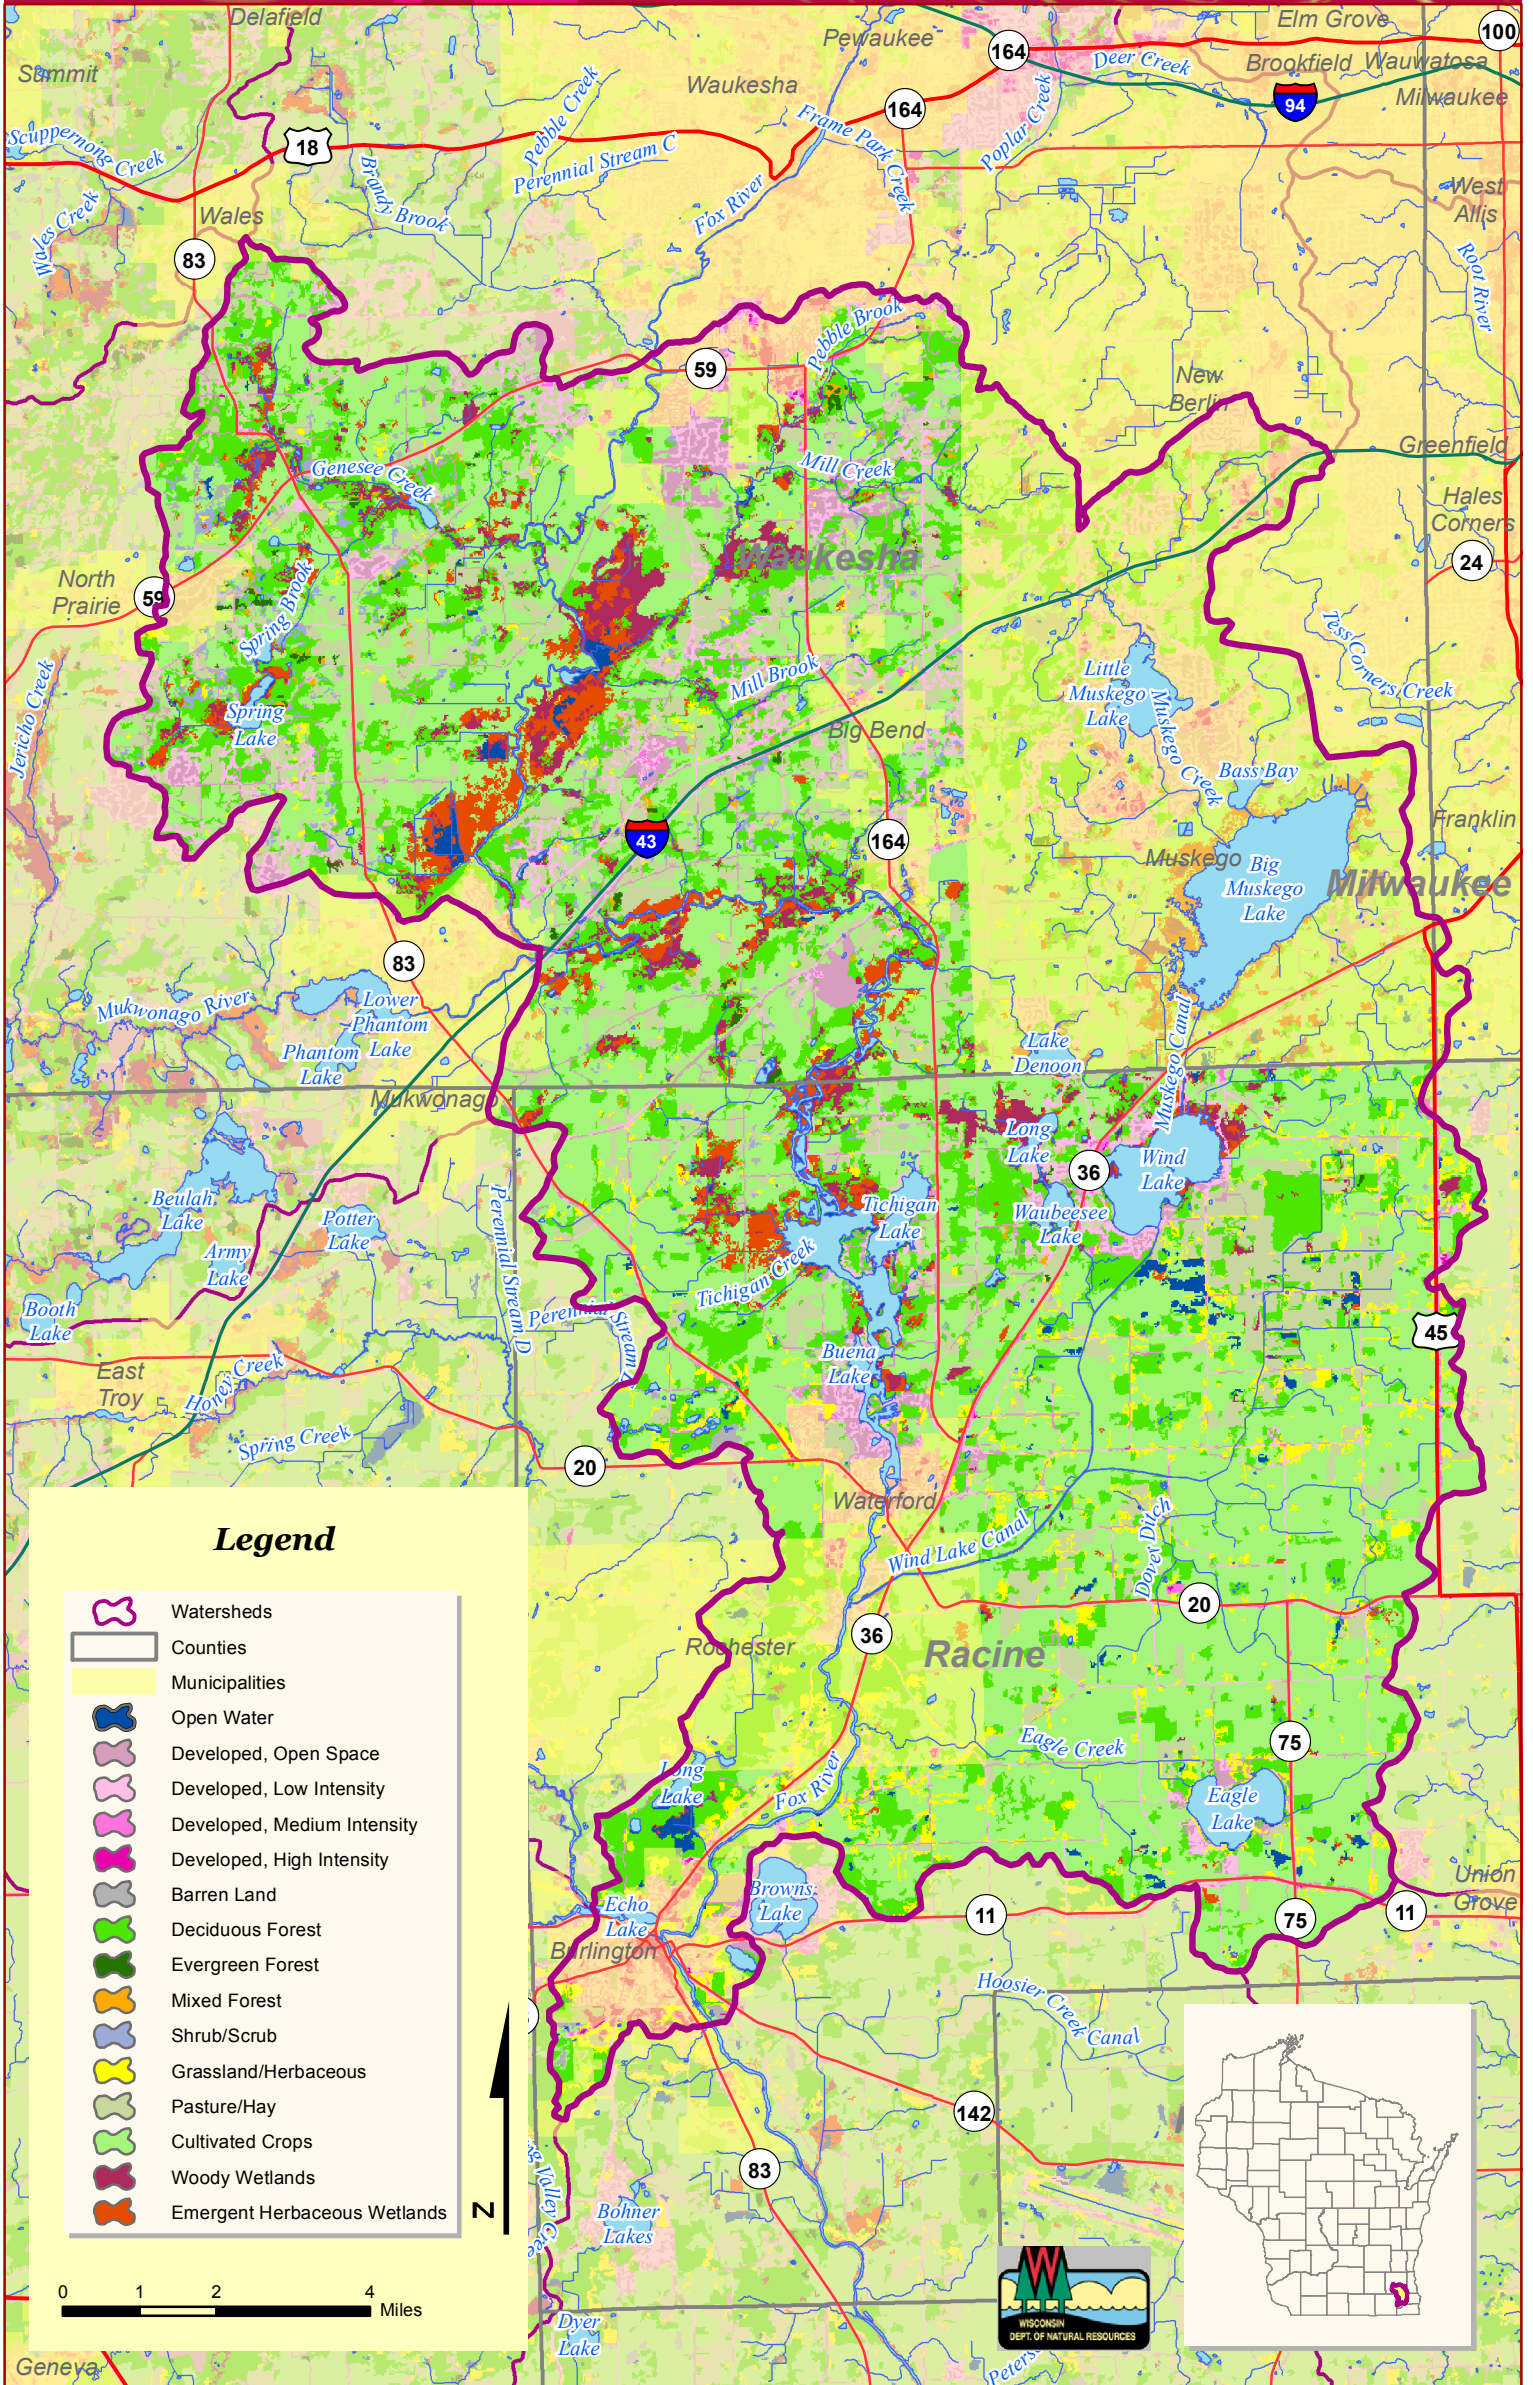 Delafield
Elm Grove
100
Summit
Pewaukee
164
Deer Creek
Brookfield
Wauwatosa
Waukesha
94
Milwaukee
Pebble Creek
164
Frame Park Creek
Poplar Creek
Scuppernong Creek
18
Perennial Stream C
Brandy Brook
Fox River
West
Allis
Wales Creek
Wales
83
Root River
Pebble Brook
59
New
Berlin
Greenfield
Genesee Creek
Mill Creek
Hales
Corners
Waukesha
24
North
Prairie
59
Spring Brook
Tess Corners Creek
Little
Muskego
Lake
Mill Brook
Muskego Creek
Jericho Creek
Spring
Lake
Big Bend
Bass Bay
43
164
Franklin
Muskego
Big
Muskego
Lake
Milwaukee
83
Mukwonago River
Lower
Phantom
Lake
Phantom
Lake
Lake
Denoon
Muskego Canal
Mukwonago
Long
Lake
36
Wind
Lake
Beulah
Lake
Potter
Lake
Perennial Stream D
Tichigan
Lake
Waubeesee
Lake
Army
Lake
Tichigan Creek
Booth
Lake
Perennial Stream
45
Buena
Lake
East
Troy
Honey Creek
Spring Creek
20
Waterford
Wind Lake Canal
Dover Ditch
20
36
Rochester
Racine
Eagle Creek
75
Long
Lake
Fox River
Eagle
Lake
Union
Grove
Browns
Lake
Echo
Lake
11
75
11
Burlington
Hoosier Creek Canal
142
83
Bohner
Lakes
Dyer
Lake
Geneva
Legend
Watersheds
Counties
Municipalities
Open Water
Developed, Open Space
Developed, Low Intensity
Developed, Medium Intensity
Developed, High Intensity
Barren Land
Deciduous Forest
Evergreen Forest
Mixed Forest
Shrub/Scrub
Grassland/Herbaceous
Pasture/Hay
Cultivated Crops
Woody Wetlands
Emergent Herbaceous Wetlands
N
0 1 2 4
Miles
W
WISCONSIN
DEPT. OF NATURAL RESOURCES